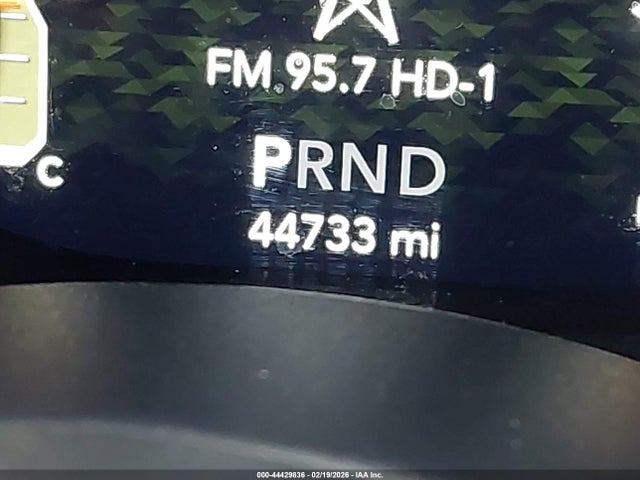 FM 95.7 HD-1
C
PRND
44733 mi
000-44429836 - 02/19/2026 - IAA Inc.